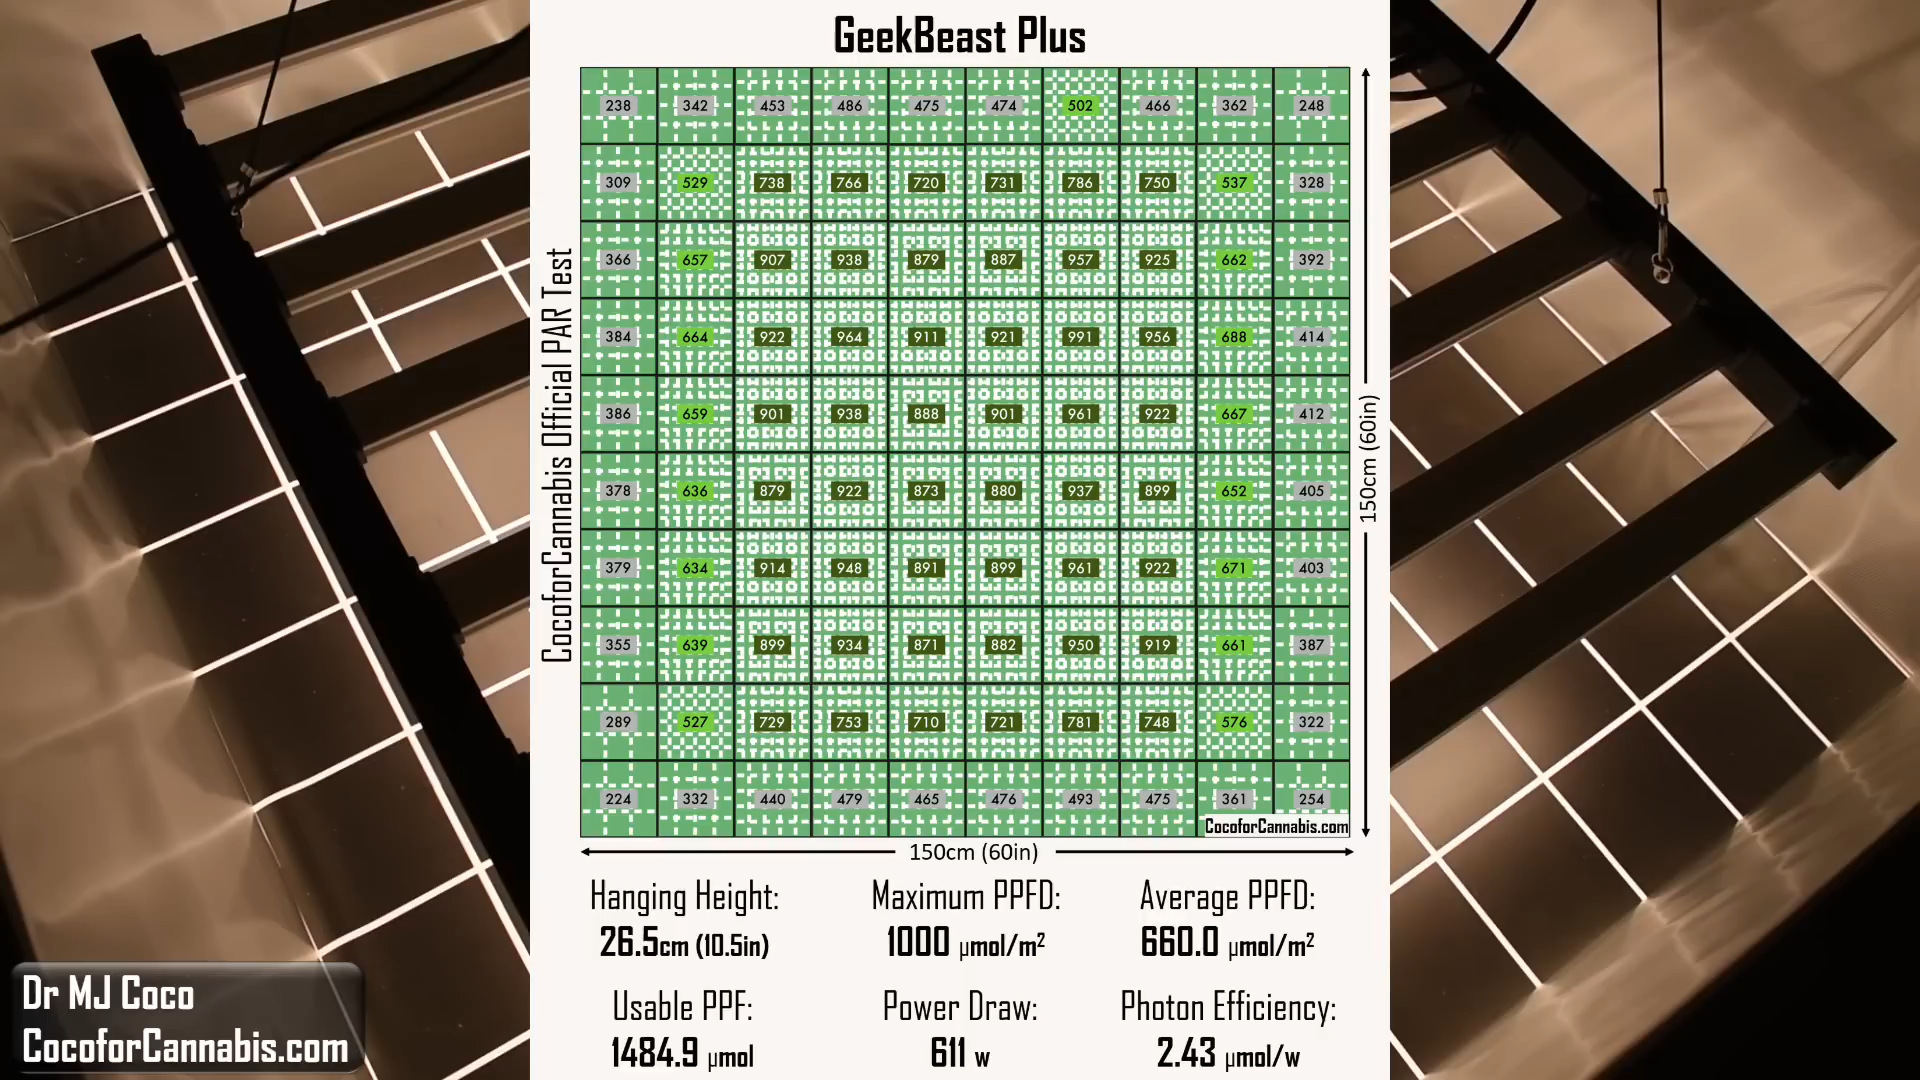 GeekBeast Plus
238 342 453 486 475 474 502 466 362 248
309 529 738 766 720 731 786 750 537 328
366 657 907 938 879 887 957 925 662 392
384 664 922 964 911 921 991 956 688 414
386 659 901 938 888 901 961 922 667 412
378 636 879 922 873 880 937 899 652 405
379 634 914 948 891 899 961 922 671 403
355 639 899 934 871 882 950 919 661 387
289 527 729 753 710 721 781 748 576 322
224 332 440 479 465 476 493 475 361 254
CocoforCannabis.com
CocoforCannabis Official PAR Test
150cm (60in)
150cm (60in)
Hanging Height: Maximum PPFD: Average PPFD:
26.5cm (10.5in) 1000 µmol/m² 660.0 µmol/m²
Usable PPF: Power Draw: Photon Efficiency:
1484.9 µmol 611 w 2.43 µmol/w
Dr MJ Coco
CocoforCannabis.com